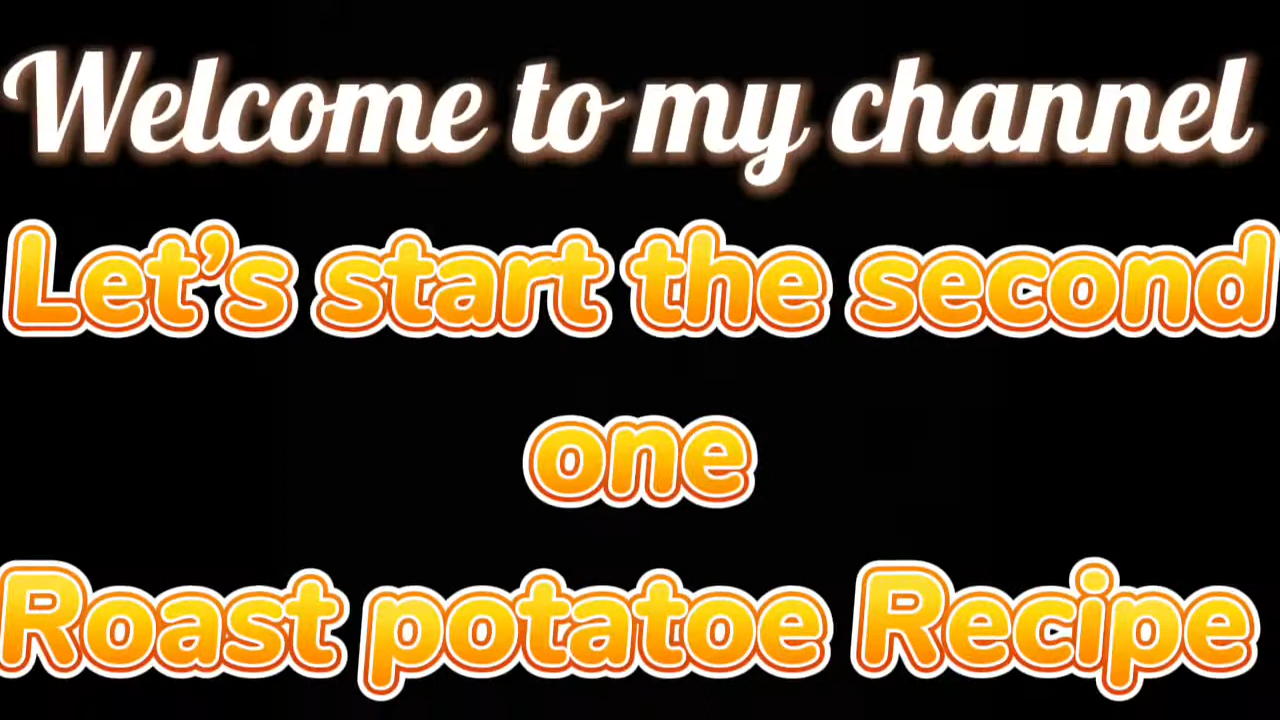 Welcome to my channel
Let’s start the second
one
Roast potatoe Recipe